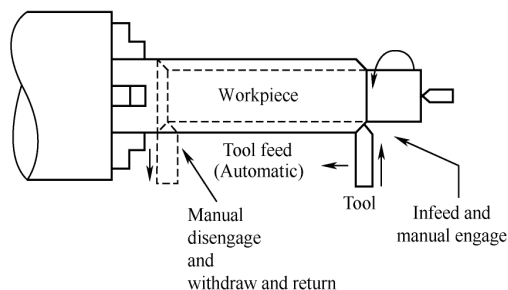 Workpiece
Tool feed
(Automatic)
Tool
Manual
disengage
and
withdraw and return
Infeed and
manual engage